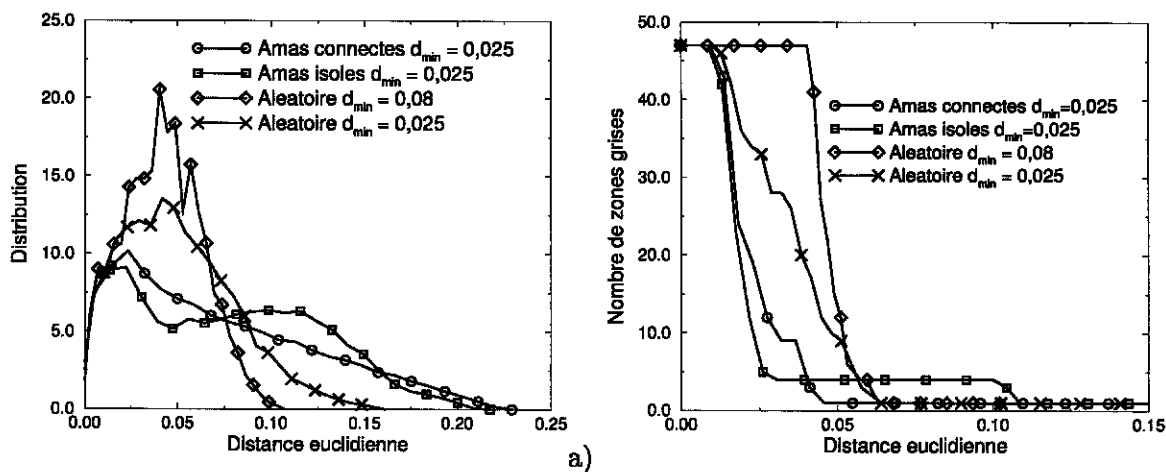 25.0
20.0
15.0
10.0
5.0
0.0
Distribution
Amas connectes d_min = 0,025
Amas isoles d_min = 0,025
Aleatoire d_min = 0,08
Aleatoire d_min = 0,025
0.00 0.05 0.10 0.15 0.20 0.25
Distance euclidienne
a)
50.0
40.0
30.0
20.0
10.0
0.0
Nombre de zones grises
Amas connectes d_min=0,025
Amas isoles d_min=0,025
Aleatoire d_min = 0,08
Aleatoire d_min = 0,025
0.00 0.05 0.10 0.15
Distance euclidienne